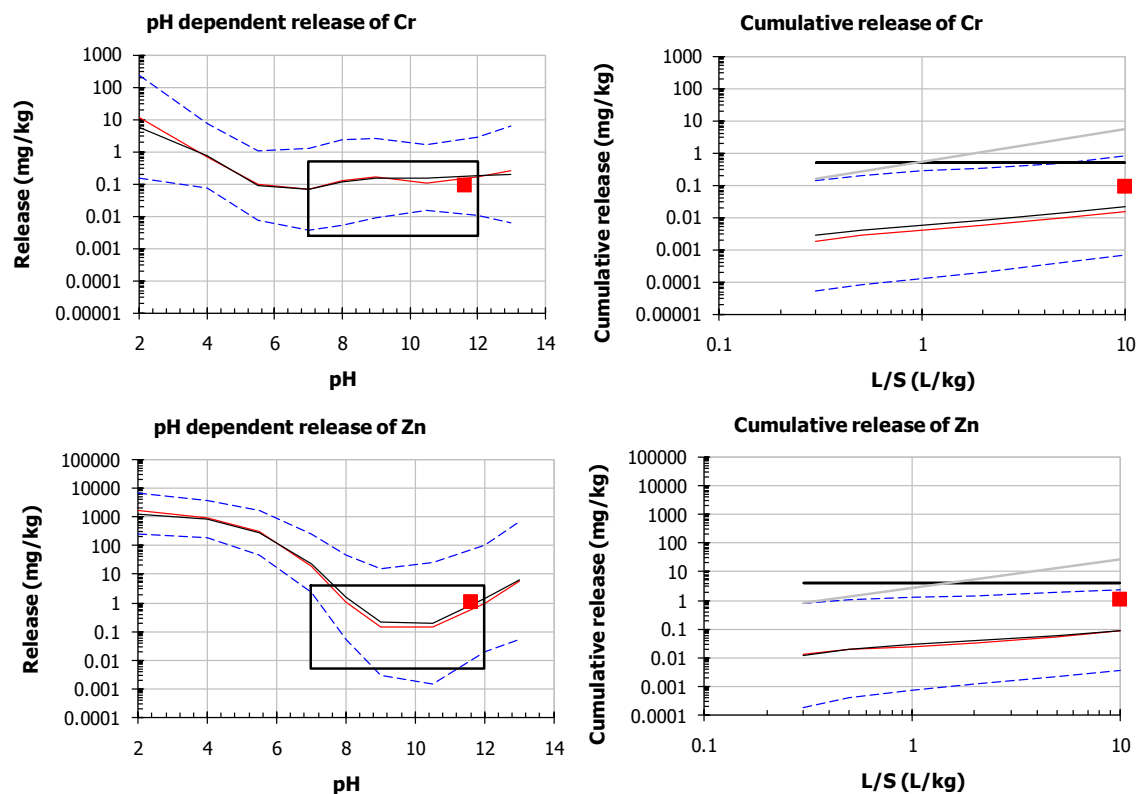 pH dependent release of Cr
Release (mg/kg)
1000
100
10
1
0.1
0.01
0.001
0.0001
0.00001
2 4 6 8 10 12 14
pH
Cumulative release of Cr
Cumulative release (mg/kg)
1000
100
10
1
0.1
0.01
0.001
0.0001
0.00001
0.1 1 10
L/S (L/kg)
pH dependent release of Zn
Release (mg/kg)
100000
10000
1000
100
10
1
0.1
0.01
0.001
0.0001
2 4 6 8 10 12 14
pH
Cumulative release of Zn
Cumulative release (mg/kg)
100000
10000
1000
100
10
1
0.1
0.01
0.001
0.0001
0.1 1 10
L/S (L/kg)